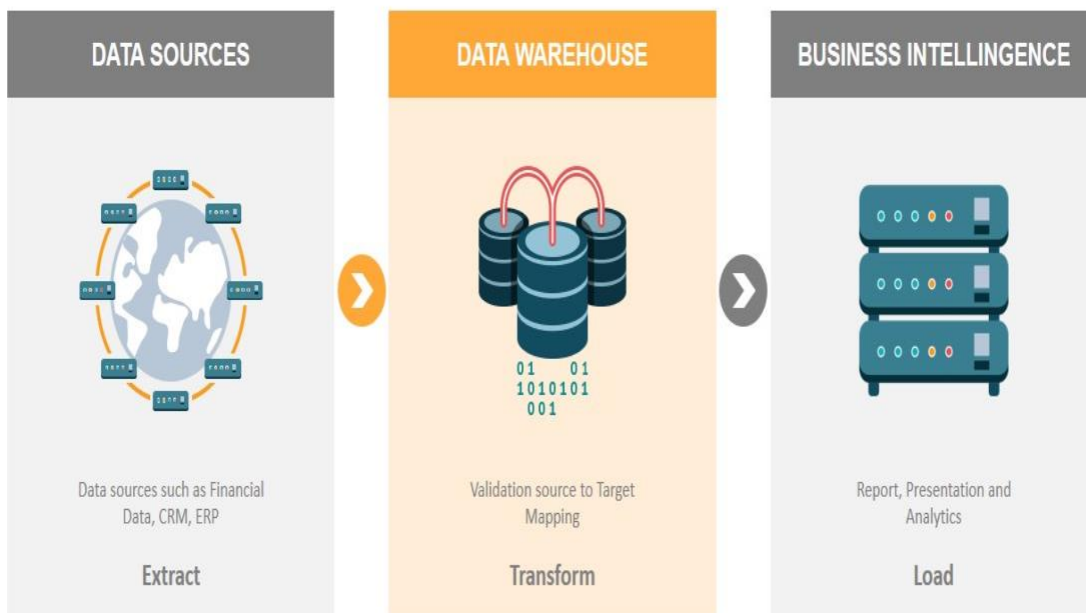 DATA SOURCES
DATA WAREHOUSE
BUSINESS INTELLINGENCE
01 01
1010101
001
Data sources such as Financial
Data, CRM, ERP
Validation source to Target
Mapping
Report, Presentation and
Analytics
Extract
Transform
Load